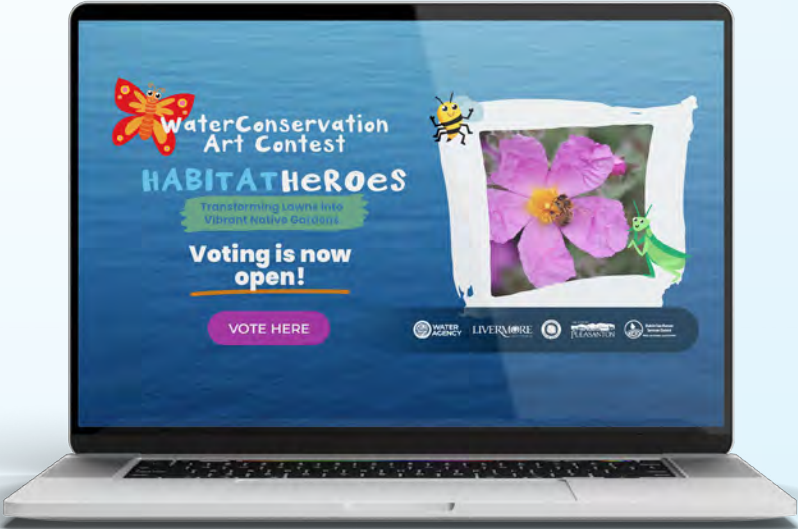 WaterConservation
Art Contest
HABITATHeROeS
Transforming Lawns into
Vibrant Native Gardens
Voting is now
open!
VOTE HERE
WATER
AGENCY
LIVERMORE
PLEASANTON